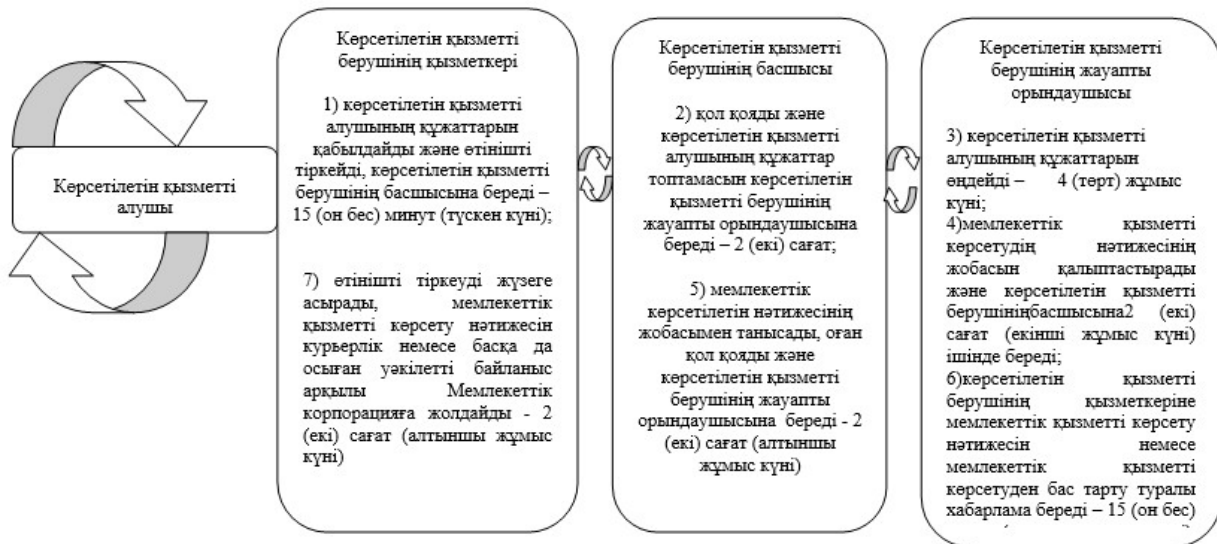 Көрсетілетін қызметті
алушы
Көрсетілетін қызметті
берушінің қызметкері
1) көрсетілетін қызметті
алушының құжаттарын
қабылдайды және өтінішті
тіркейді, көрсетілетін қызметті
берушінің басшысына береді –
15 (он бес) минут (түскен күні);
7) өтінішті тіркеуді жүзеге
асырады, мемлекеттік
қызметті көрсету нәтижесін
курьерлік немесе басқа да
осыған уәкілетті байланыс
арқылы Мемлекеттік
корпорацияға жолдайды - 2
(екі) сағат (алтыншы жұмыс
күні)
Көрсетілетін қызметті
берушінің басшысы
2) қол қояды және
көрсетілетін қызметті
алушының құжаттар
топтамасын көрсетілетін
қызметті берушінің
жауапты орындаушысына
береді – 2 (екі) сағат;
5) мемлекеттік
көрсетілетін нәтижесінің
жобасымен танысады, оған
қол қояды және
көрсетілетін қызметті
берушінің жауапты
орындаушысына береді - 2
(екі) сағат (алтыншы
жұмыс күні)
Көрсетілетін қызметті
берушінің жауапты
орындаушысы
3) көрсетілетін қызметті
алушының құжаттарын
өңдейді – 4 (төрт) жұмыс
күні;
4)мемлекеттік қызметті
көрсетудің нәтижесінің
жобасын қалыптастырады
және көрсетілетін қызметті
берушініңбасшысына2 (екі)
сағат (екінші жұмыс күні)
ішінде береді;
6)көрсетілетін қызметті
берушінің қызметкеріне
мемлекеттік қызметті көрсету
нәтижесін немесе
мемлекеттік қызметті
көрсетуден бас тарту туралы
хабарлама береді – 15 (он бес)